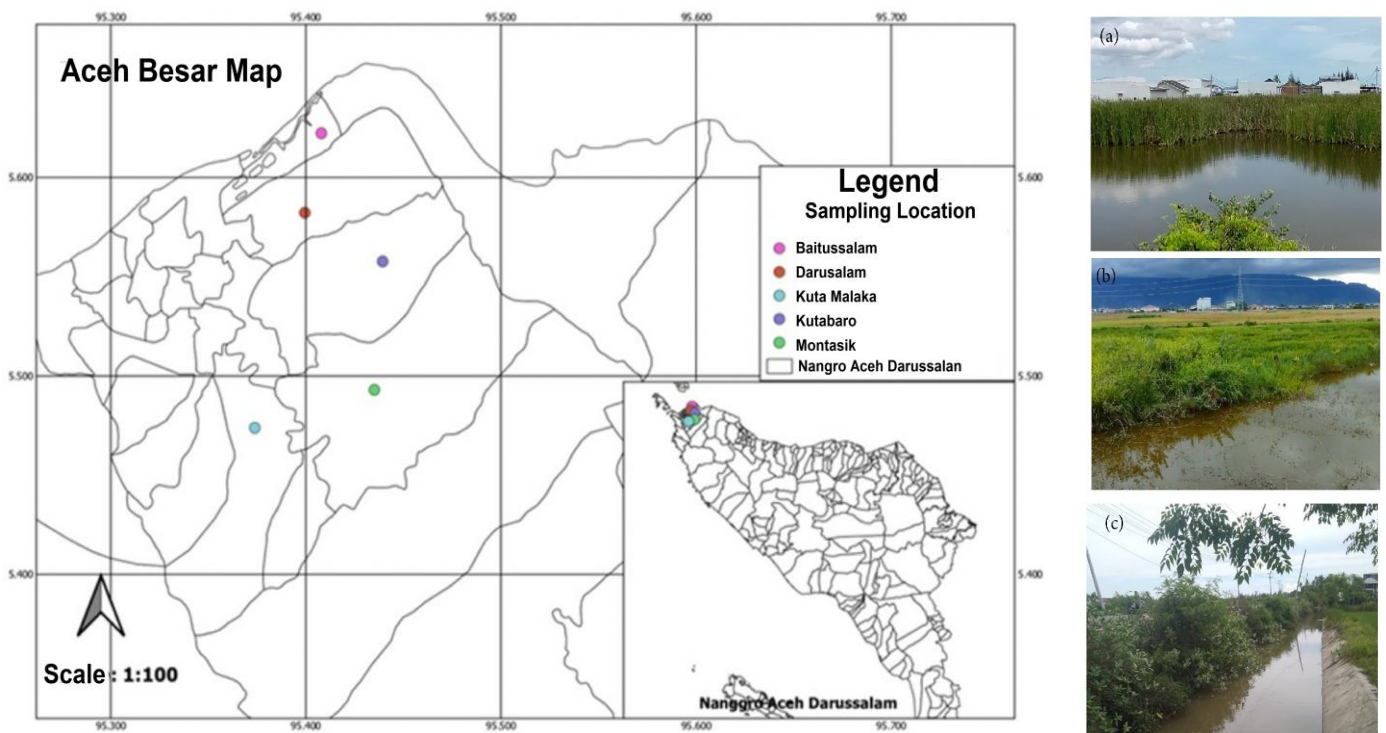 95.300 95.400 95.500 95.600 95.700
Aceh Besar Map
5.600 5.600
Legend
Sampling Location
Baitussalam
Darusalam
Kuta Malaka
Kutabaro
Montasik
Nangro Aceh Darussalan
5.500 5.500
5.400 5.400
Scale : 1:100
Nanggro Aceh Darussalam
95.300 95.400 95.500 95.600 95.700
(a)
(b)
(c)